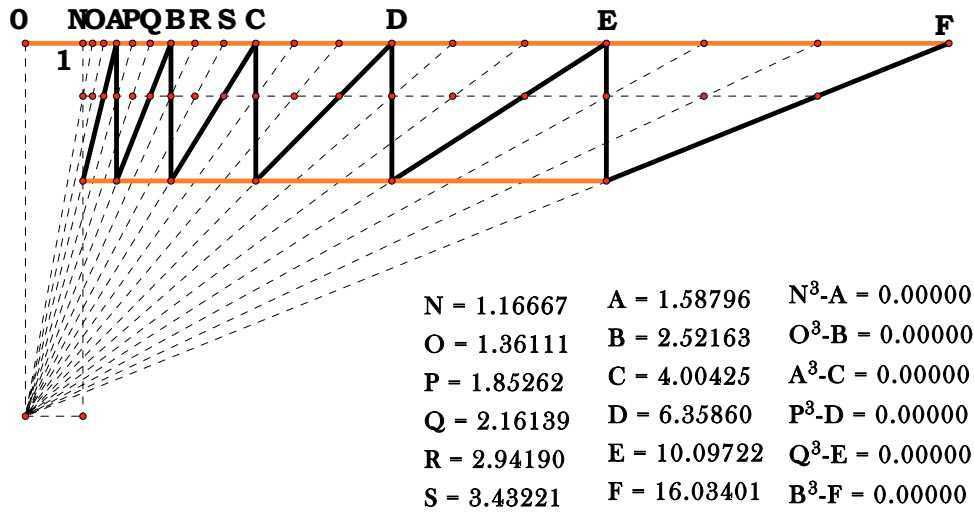 0 N O A P Q B R S C D E F
1
N = 1.16667 A = 1.58796 N³-A = 0.00000
O = 1.36111 B = 2.52163 O³-B = 0.00000
P = 1.85262 C = 4.00425 A³-C = 0.00000
Q = 2.16139 D = 6.35860 P³-D = 0.00000
R = 2.94190 E = 10.09722 Q³-E = 0.00000
S = 3.43221 F = 16.03401 B³-F = 0.00000